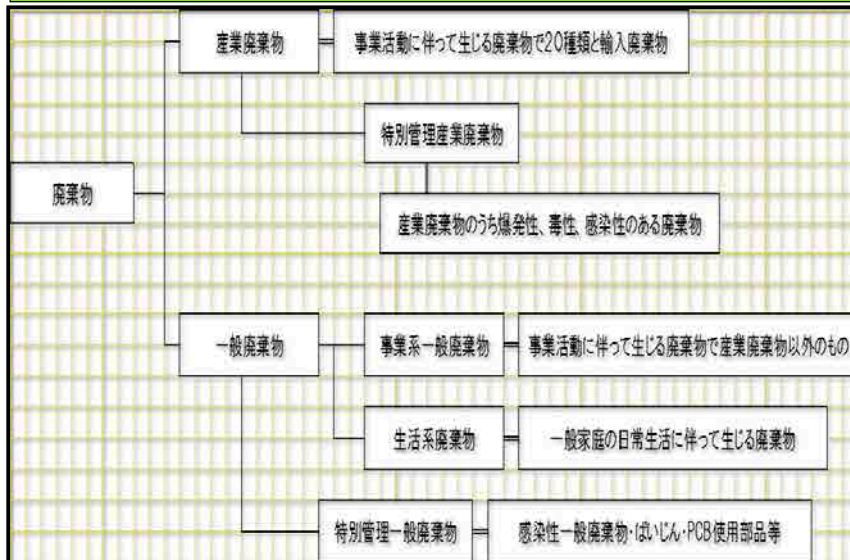 産業廃棄物
事業活動に伴って生じる廃棄物で20種類と輸入廃棄物
特別管理産業廃棄物
廃棄物
産業廃棄物のうち爆発性、毒性、感染性のある廃棄物
一般廃棄物
事業系一般廃棄物
事業活動に伴って生じる廃棄物で産業廃棄物以外のもの
生活系廃棄物
一般家庭の日常生活に伴って生じる廃棄物
特別管理一般廃棄物
感染性一般廃棄物・ばいじん・PCB使用部品等